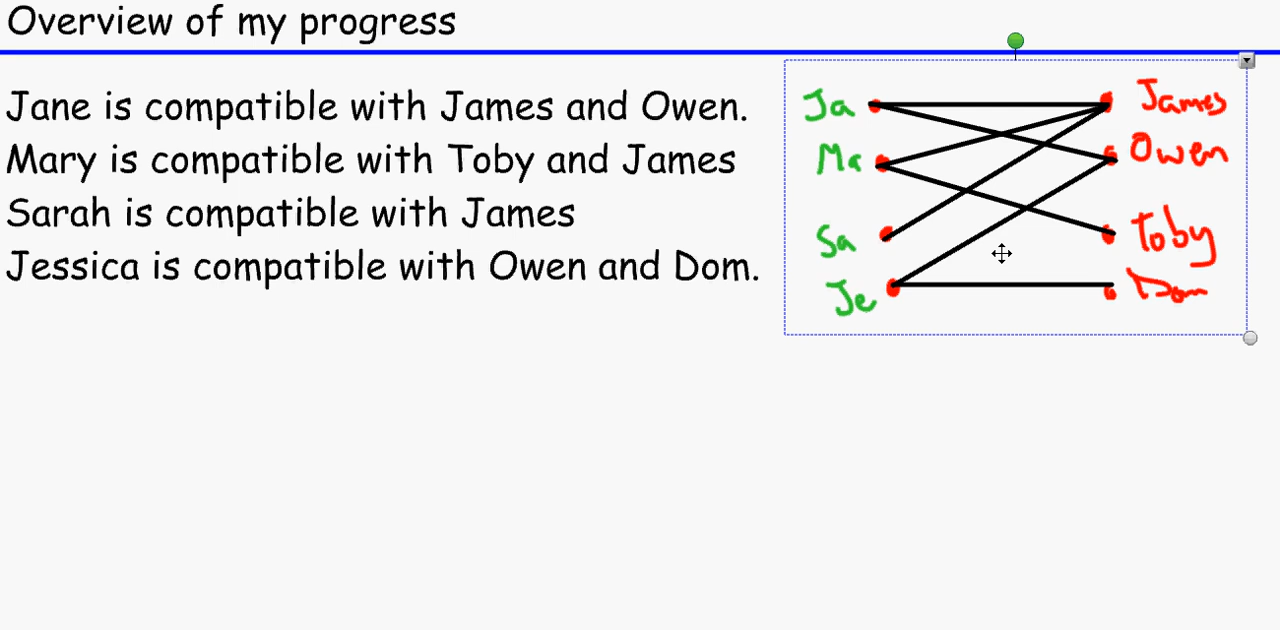 Overview of my progress
Jane is compatible with James and Owen.
Mary is compatible with Toby and James
Sarah is compatible with James
Jessica is compatible with Owen and Dom.
Ja James
Ma Owen
Sa Toby
Je Dom